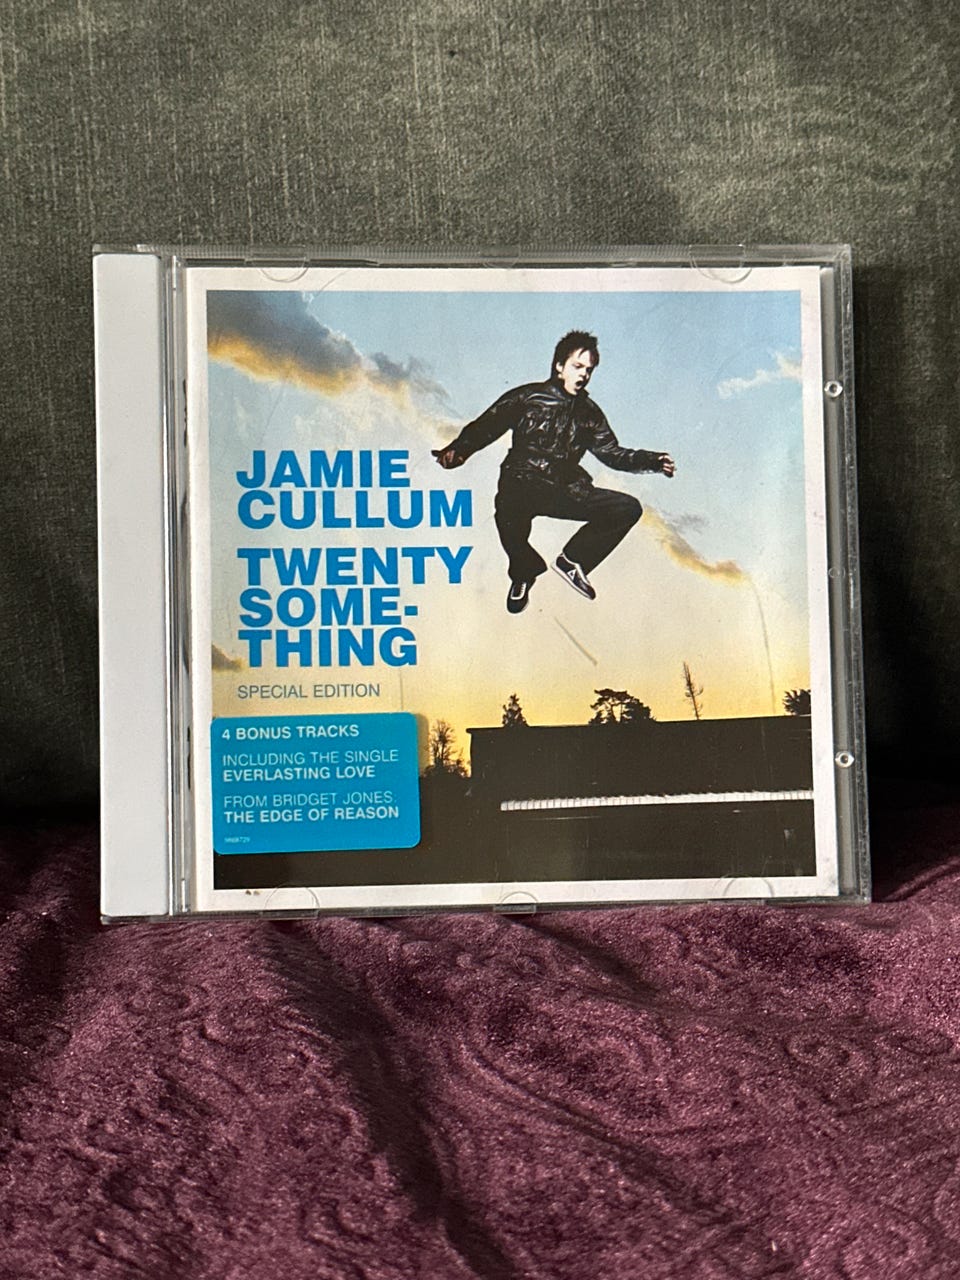 JAMIE
CULLUM
TWENTY
SOME-
THING
SPECIAL EDITION
4 BONUS TRACKS
INCLUDING THE SINGLE
EVERLASTING LOVE
FROM BRIDGET JONES:
THE EDGE OF REASON